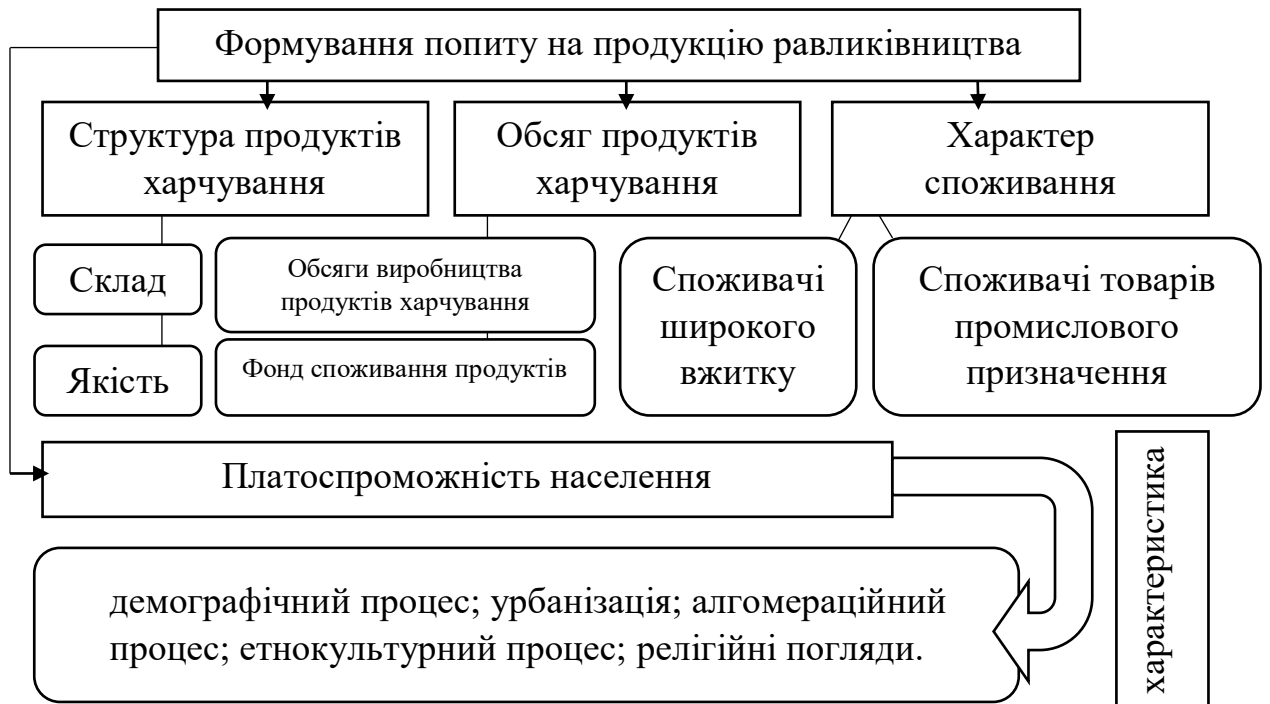 Формування попиту на продукцію равликівництва
Структура продуктів
харчування
Обсяг продуктів
харчування
Характер
споживання
Склад
Якість
Обсяги виробництва
продуктів харчування
Фонд споживання продуктів
Споживачі
широкого
вжитку
Споживачі товарів
промислового
призначення
Платоспроможність населення
характеристика
демографічний процес; урбанізація; алгомераційний
процес; етнокультурний процес; релігійні погляди.